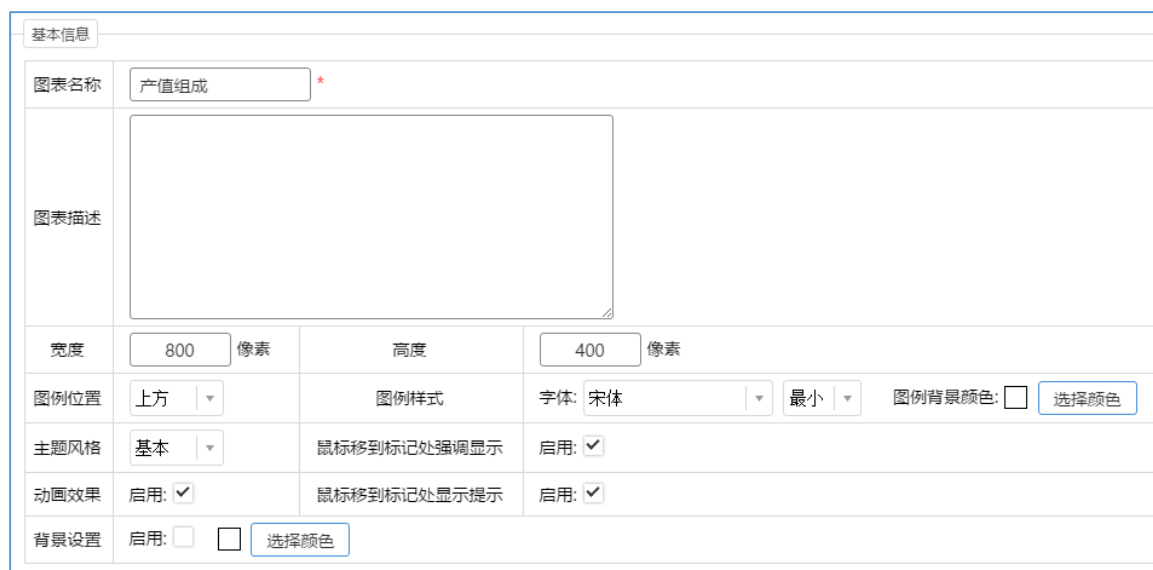 基本信息
图表名称 产值组成 *
图表描述
宽度 800 像素 高度 400 像素
图例位置 上方 图例样式 字体: 宋体 最小 图例背景颜色: 选择颜色
主题风格 基本 鼠标移到标记处强调显示 启用:
动画效果 启用: 鼠标移到标记处显示提示 启用:
背景设置 启用: 选择颜色